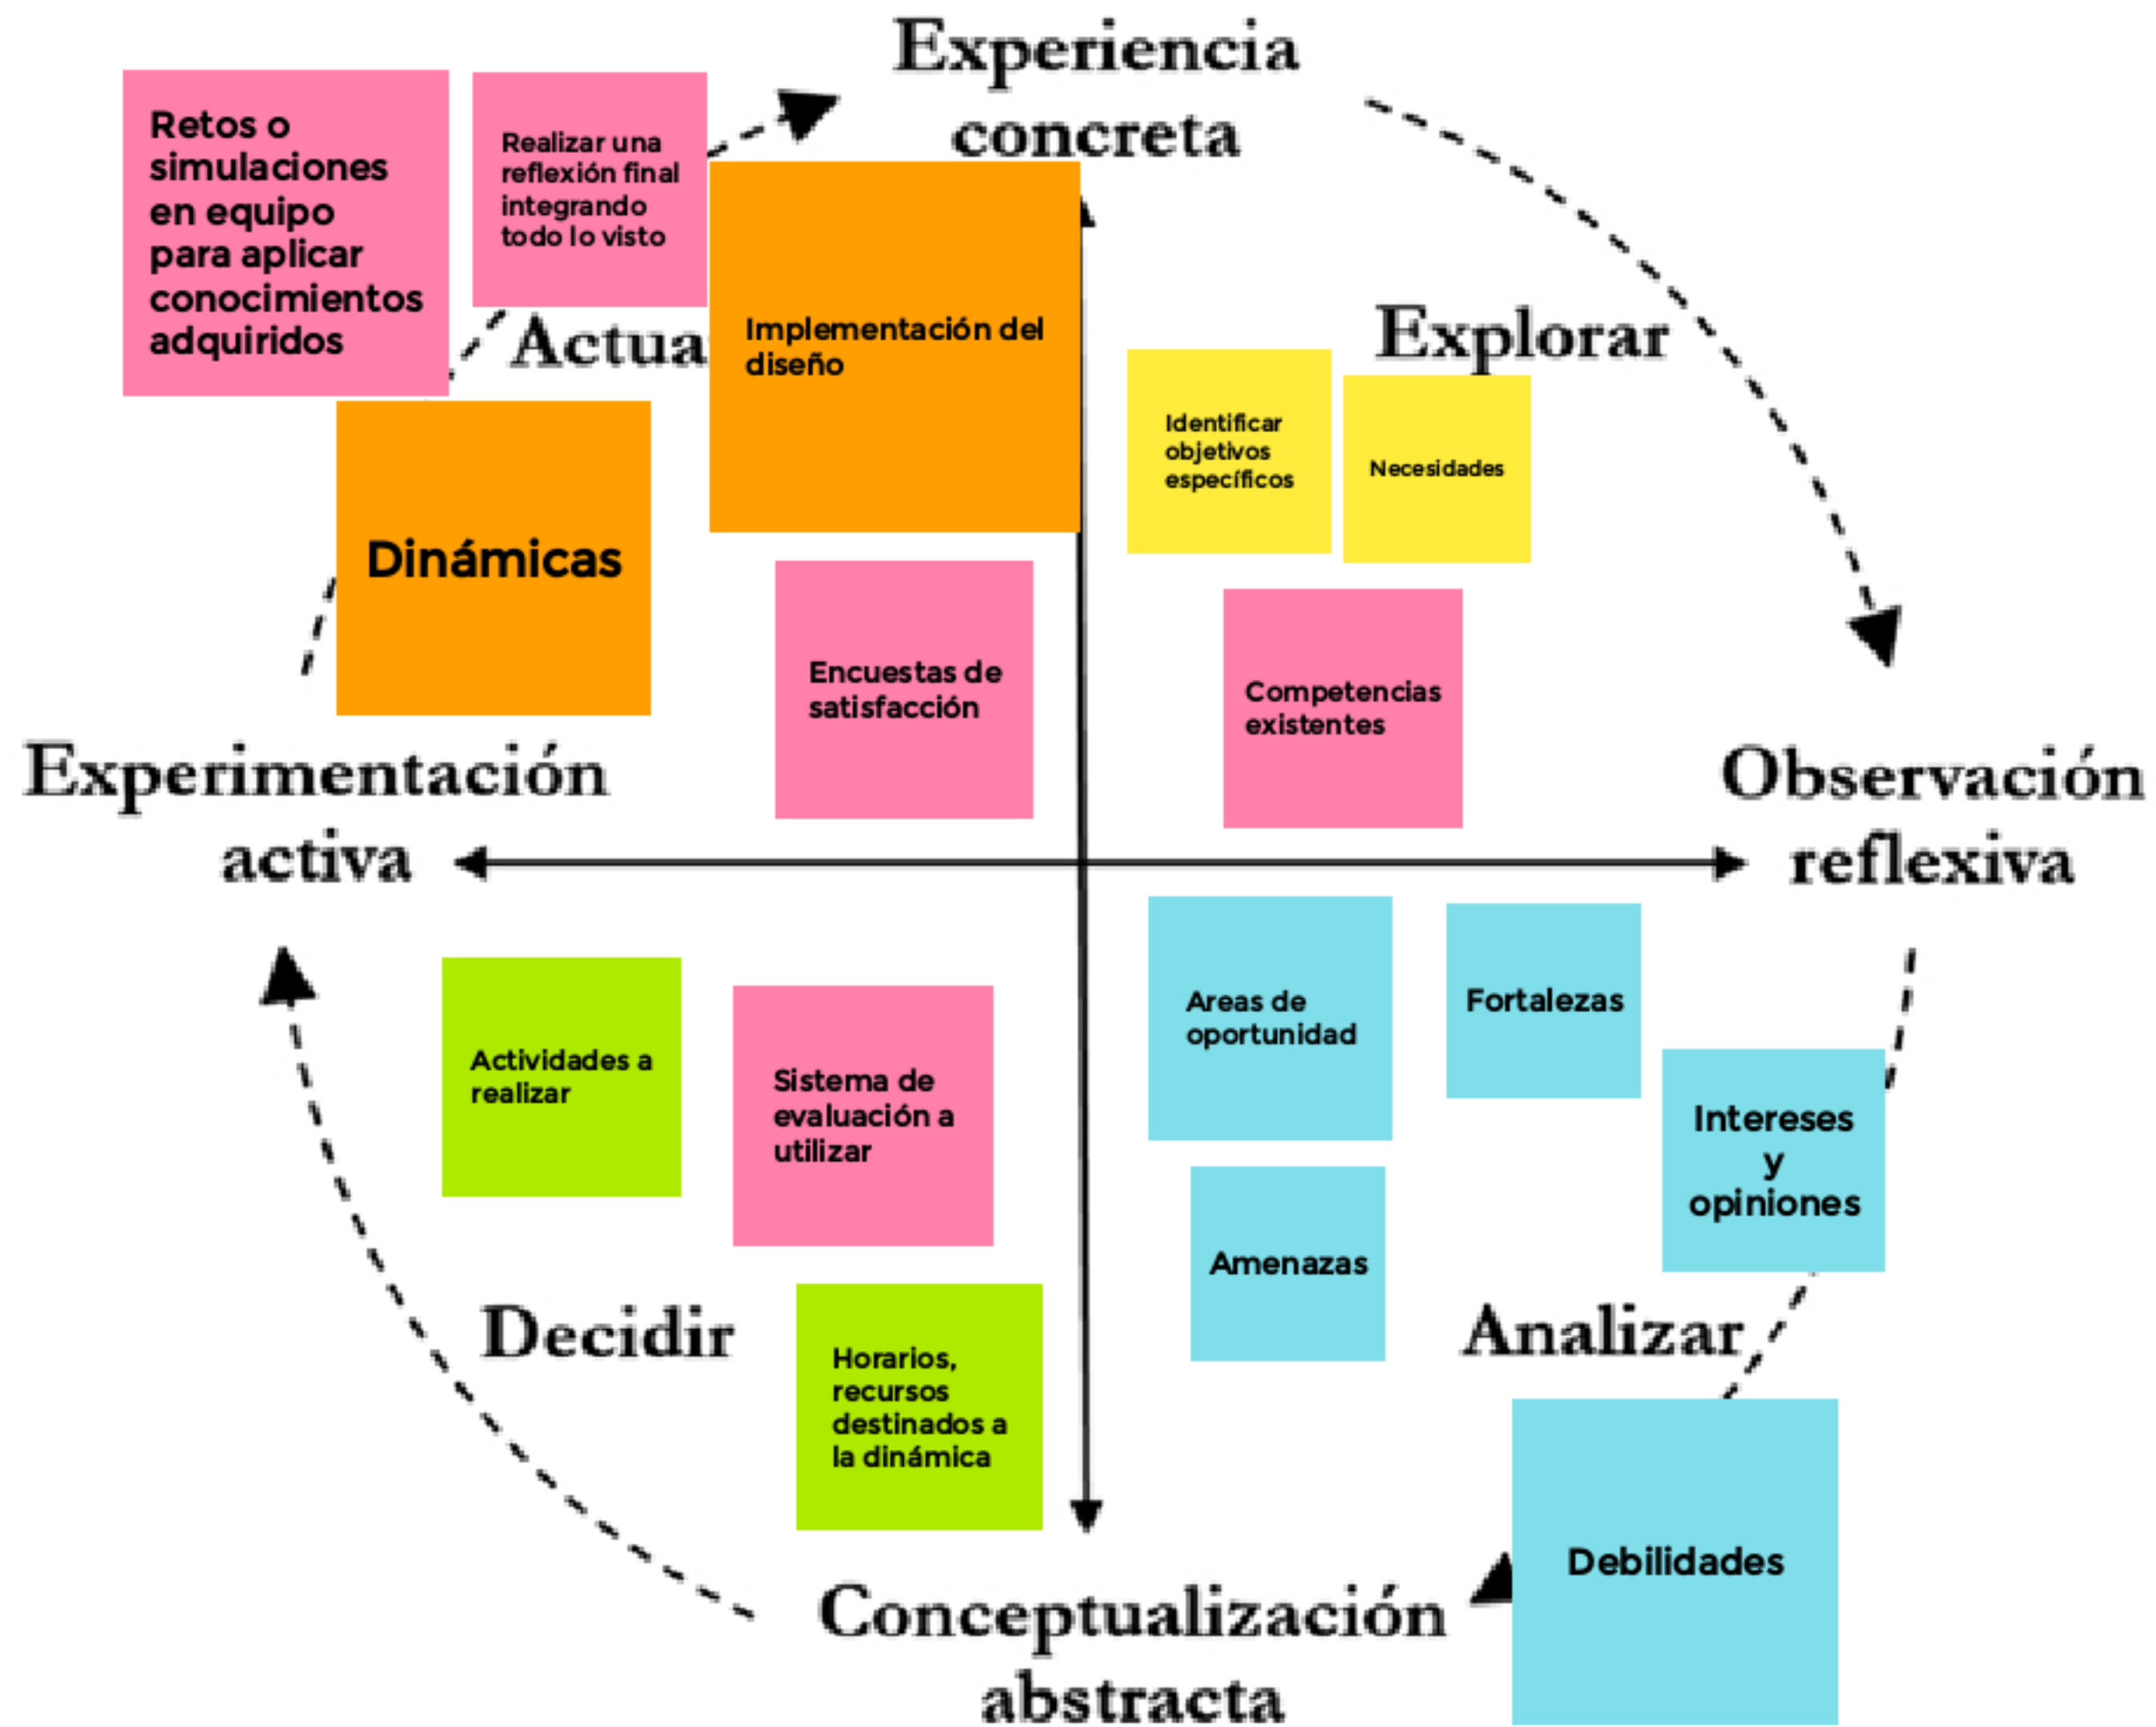 Experiencia
concreta
Retos o
simulaciones
en equipo
para aplicar
conocimientos
adquiridos
Realizar una
reflexión final
integrando
todo lo visto
Actua
Implementación del
diseño
Explorar
Identificar
objetivos
específicos
Necesidades
Dinámicas
Encuestas de
satisfacción
Competencias
existentes
Experimentación
activa
Observación
reflexiva
Actividades a
realizar
Sistema de
evaluación a
utilizar
Areas de
oportunidad
Fortalezas
Intereses
y
opiniones
Amenazas
Decidir
Horarios,
recursos
destinados a
la dinámica
Analizar
Debilidades
Conceptualización
abstracta